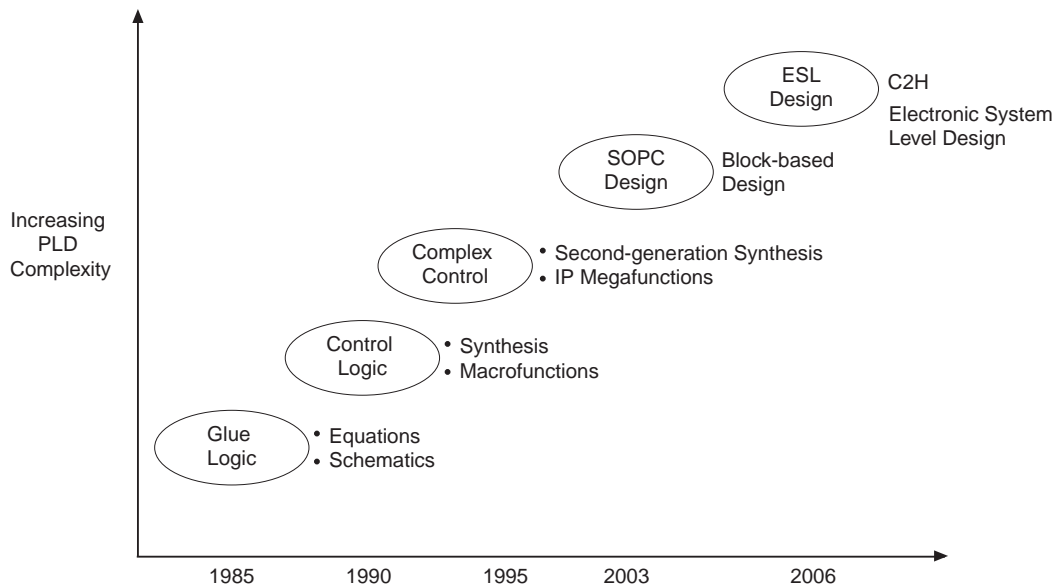 ESL
Design
C2H
Electronic System
Level Design
SOPC
Design
Block-based
Design
Increasing
PLD
Complexity
Complex
Control
• Second-generation Synthesis
• IP Megafunctions
Control
Logic
• Synthesis
• Macrofunctions
Glue
Logic
• Equations
• Schematics
1985 1990 1995 2003 2006